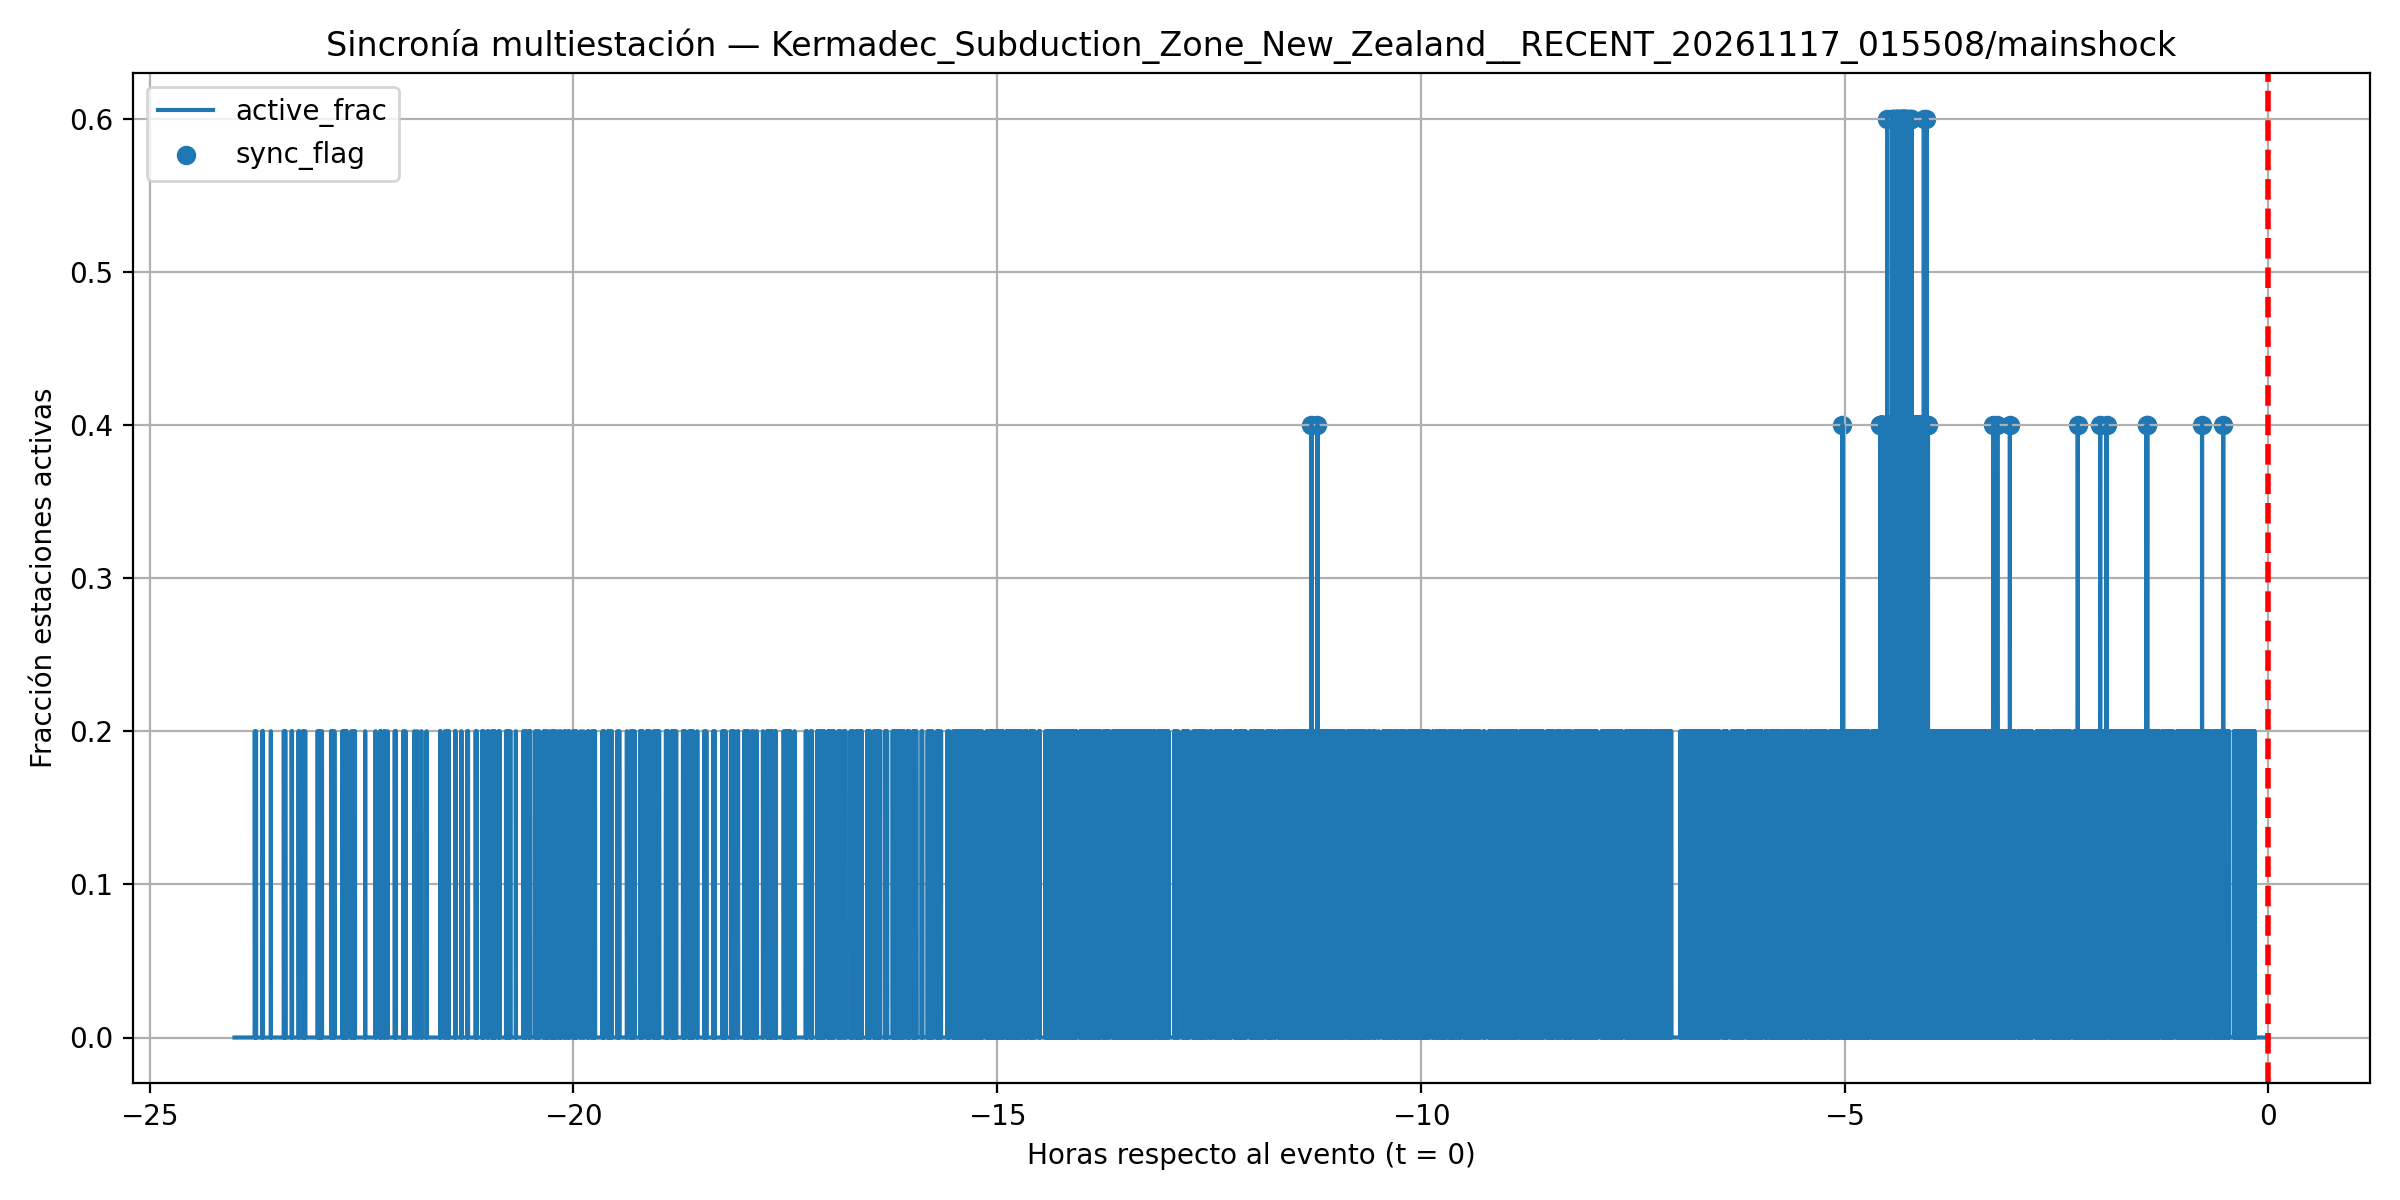 Sincronía multiestación — Kermadec_Subduction_Zone_New_Zealand__RECENT_20261117_015508/mainshock
active_frac
sync_flag
Fracción estaciones activas
0.6
0.5
0.4
0.3
0.2
0.1
0.0
−25
−20
−15
−10
−5
0
Horas respecto al evento (t = 0)